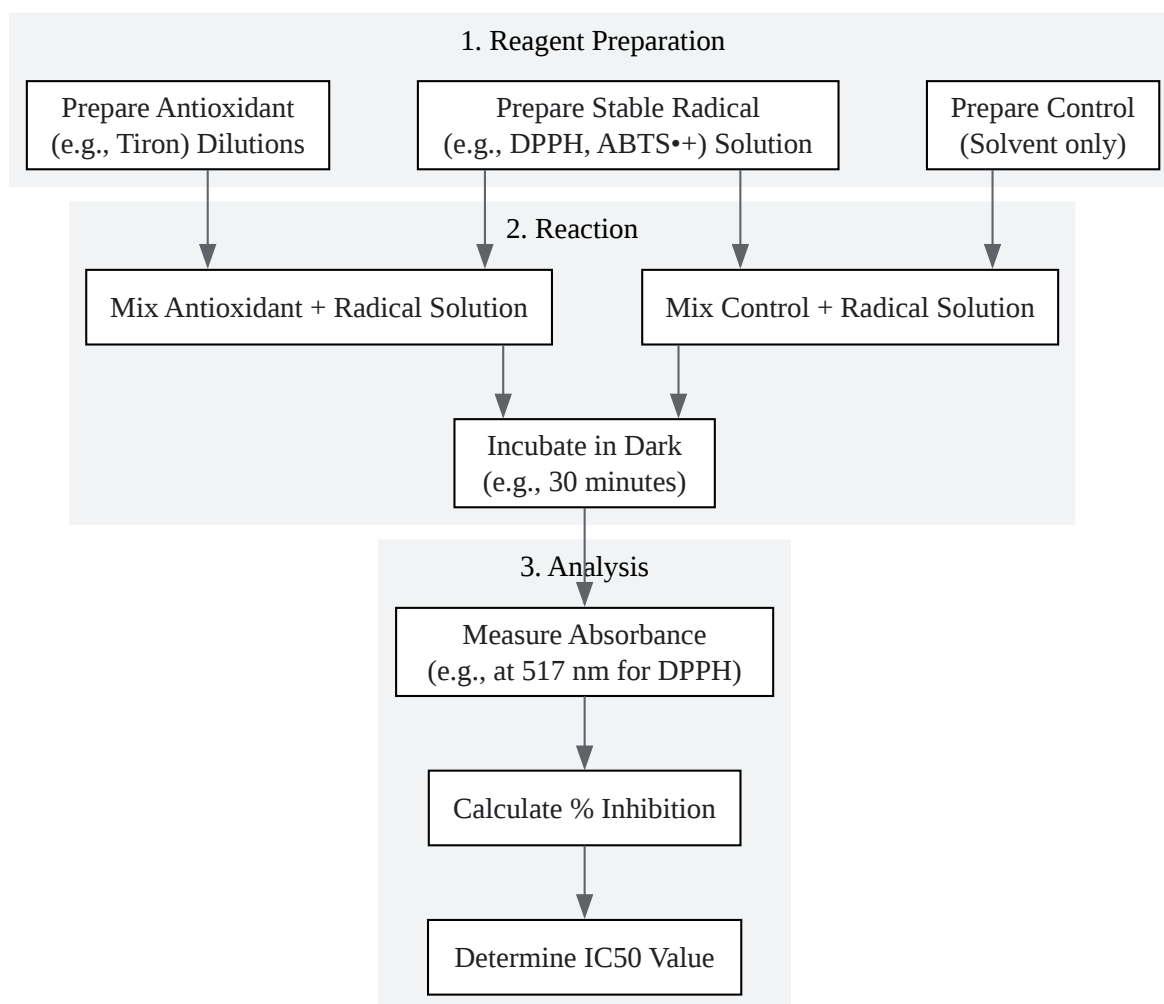 1. Reagent Preparation
Prepare Antioxidant
(e.g., Tiron) Dilutions
Prepare Stable Radical
(e.g., DPPH, ABTS•+) Solution
Prepare Control
(Solvent only)
2. Reaction
Mix Antioxidant + Radical Solution
Mix Control + Radical Solution
Incubate in Dark
(e.g., 30 minutes)
3. Analysis
Measure Absorbance
(e.g., at 517 nm for DPPH)
Calculate % Inhibition
Determine IC50 Value